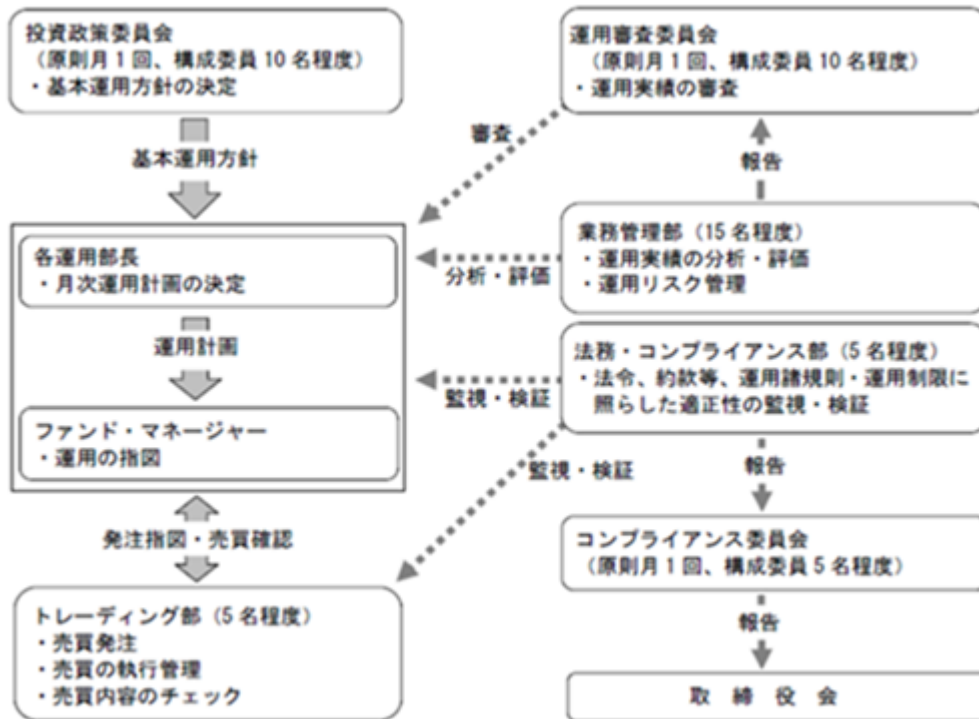 投資政策委員会
（原則月1回、構成委員10名程度）
・基本運用方針の決定
基本運用方針
各運用部長
・月次運用計画の決定
運用計画
ファンド・マネージャー
・運用の指図
発注指図・売買確認
トレーディング部（5名程度）
・売買発注
・売買の執行管理
・売買内容のチェック
運用審査委員会
（原則月1回、構成委員10名程度）
・運用実績の審査
審査
報告
業務管理部（15名程度）
・運用実績の分析・評価
・運用リスク管理
分析・評価
法務・コンプライアンス部（5名程度）
・法令、約款等、運用諸規則・運用制限に
照らした適正性の監視・検証
監視・検証
監視・検証
報告
コンプライアンス委員会
（原則月1回、構成委員5名程度）
報告
取締役会